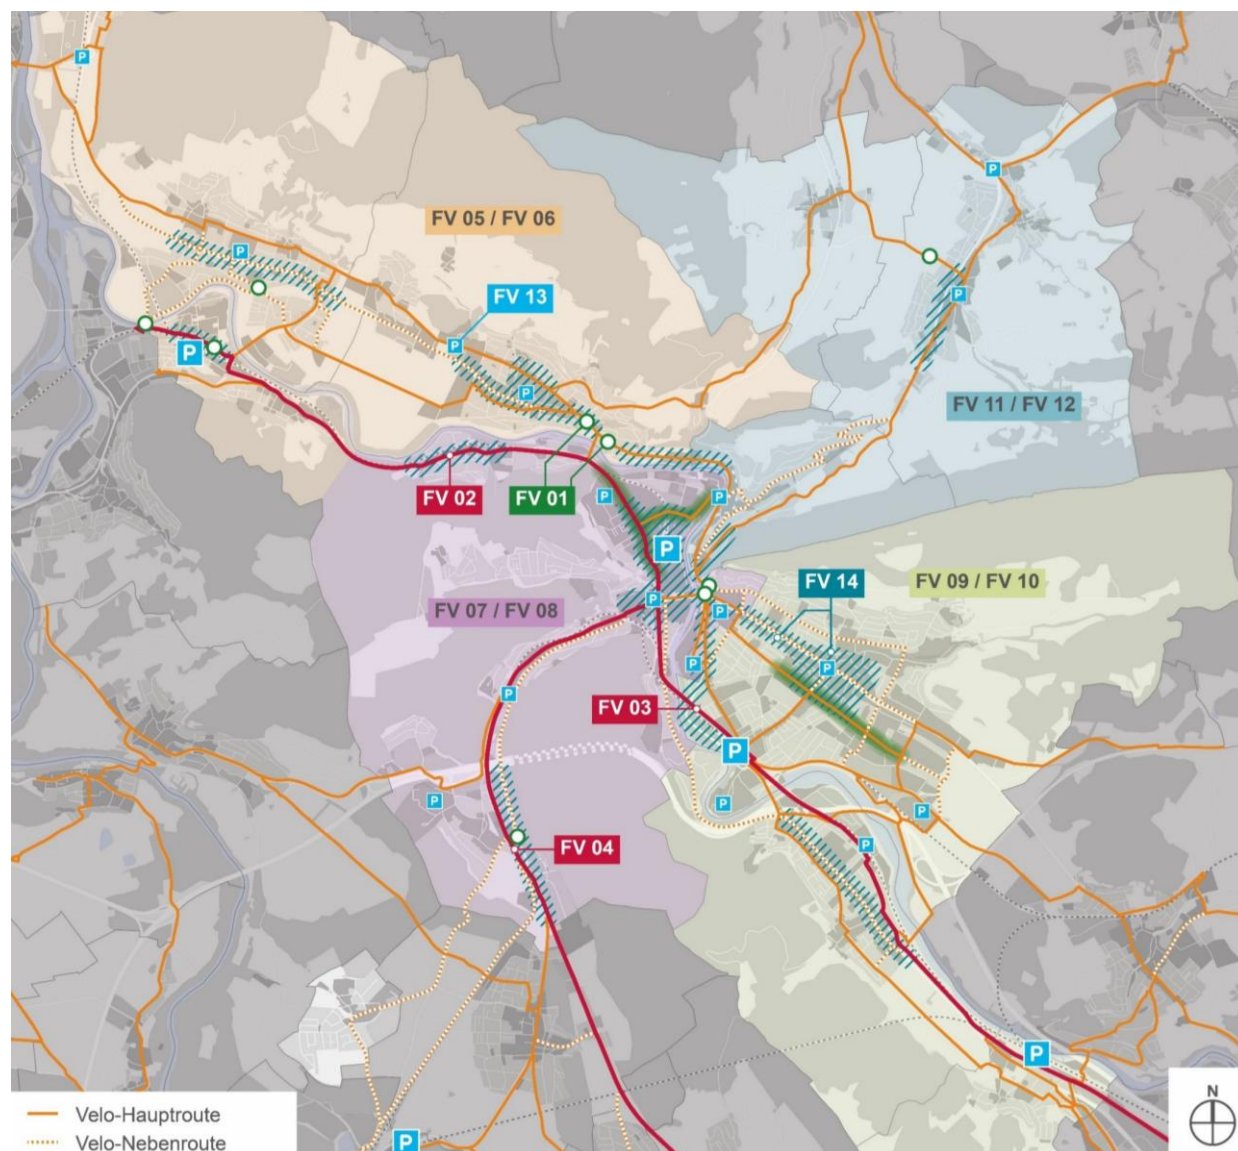 P
P
FV 05 / FV 06
P
FV 13
P
P
P
P
P
FV 11 / FV 12
FV 02
FV 01
P
P
P
FV 14
FV 09 / FV 10
FV 07 / FV 08
P
P
P
P
P
FV 03
P
P
P
P
FV 04
P
P
P
N
Velo-Hauptroute
Velo-Nebenroute